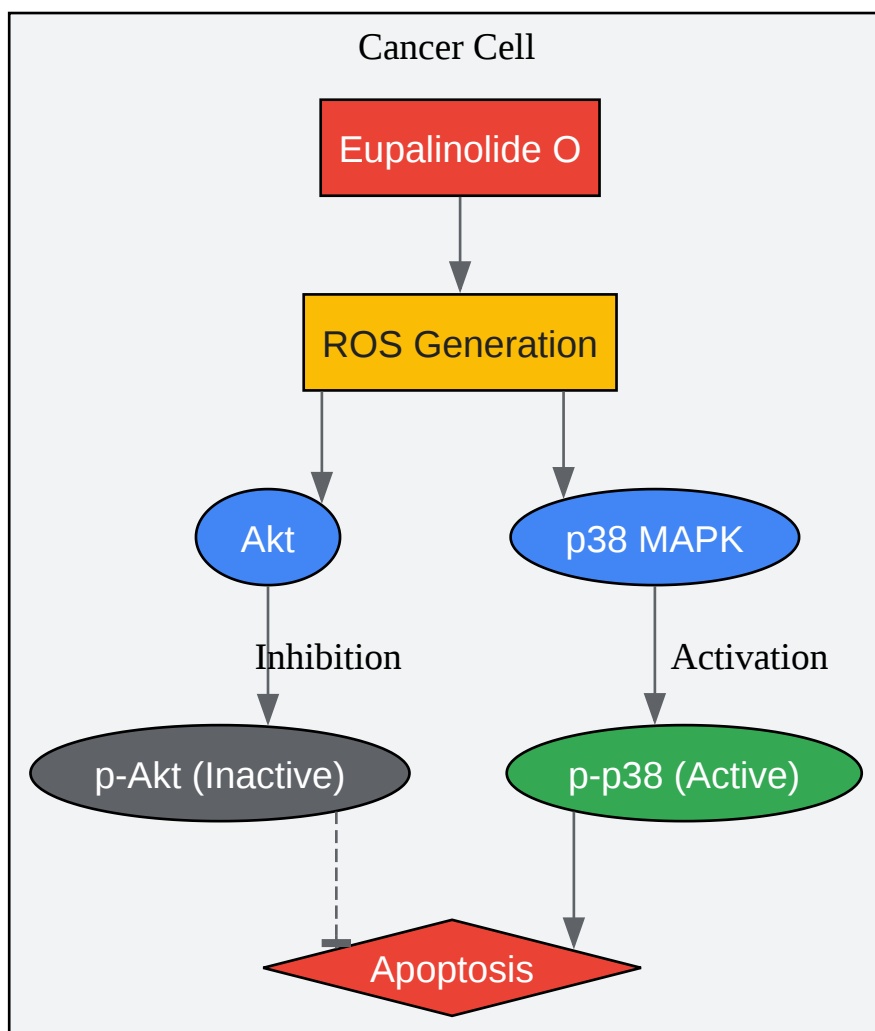 Cancer Cell
Eupalinolide O
ROS Generation
Akt
p38 MAPK
Inhibition
Activation
p-Akt (Inactive)
p-p38 (Active)
Apoptosis